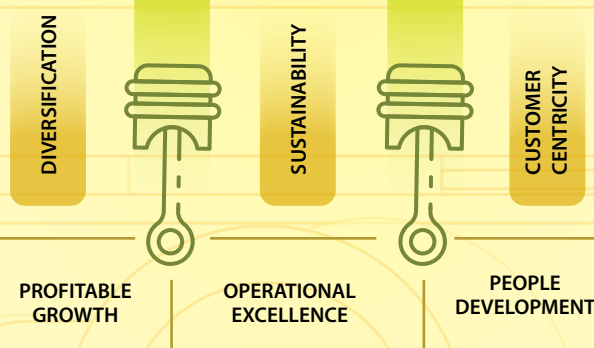 DIVERSIFICATION
SUSTAINABILITY
CUSTOMER
CENTRICITY
PROFITABLE
GROWTH
OPERATIONAL
EXCELLENCE
PEOPLE
DEVELOPMENT